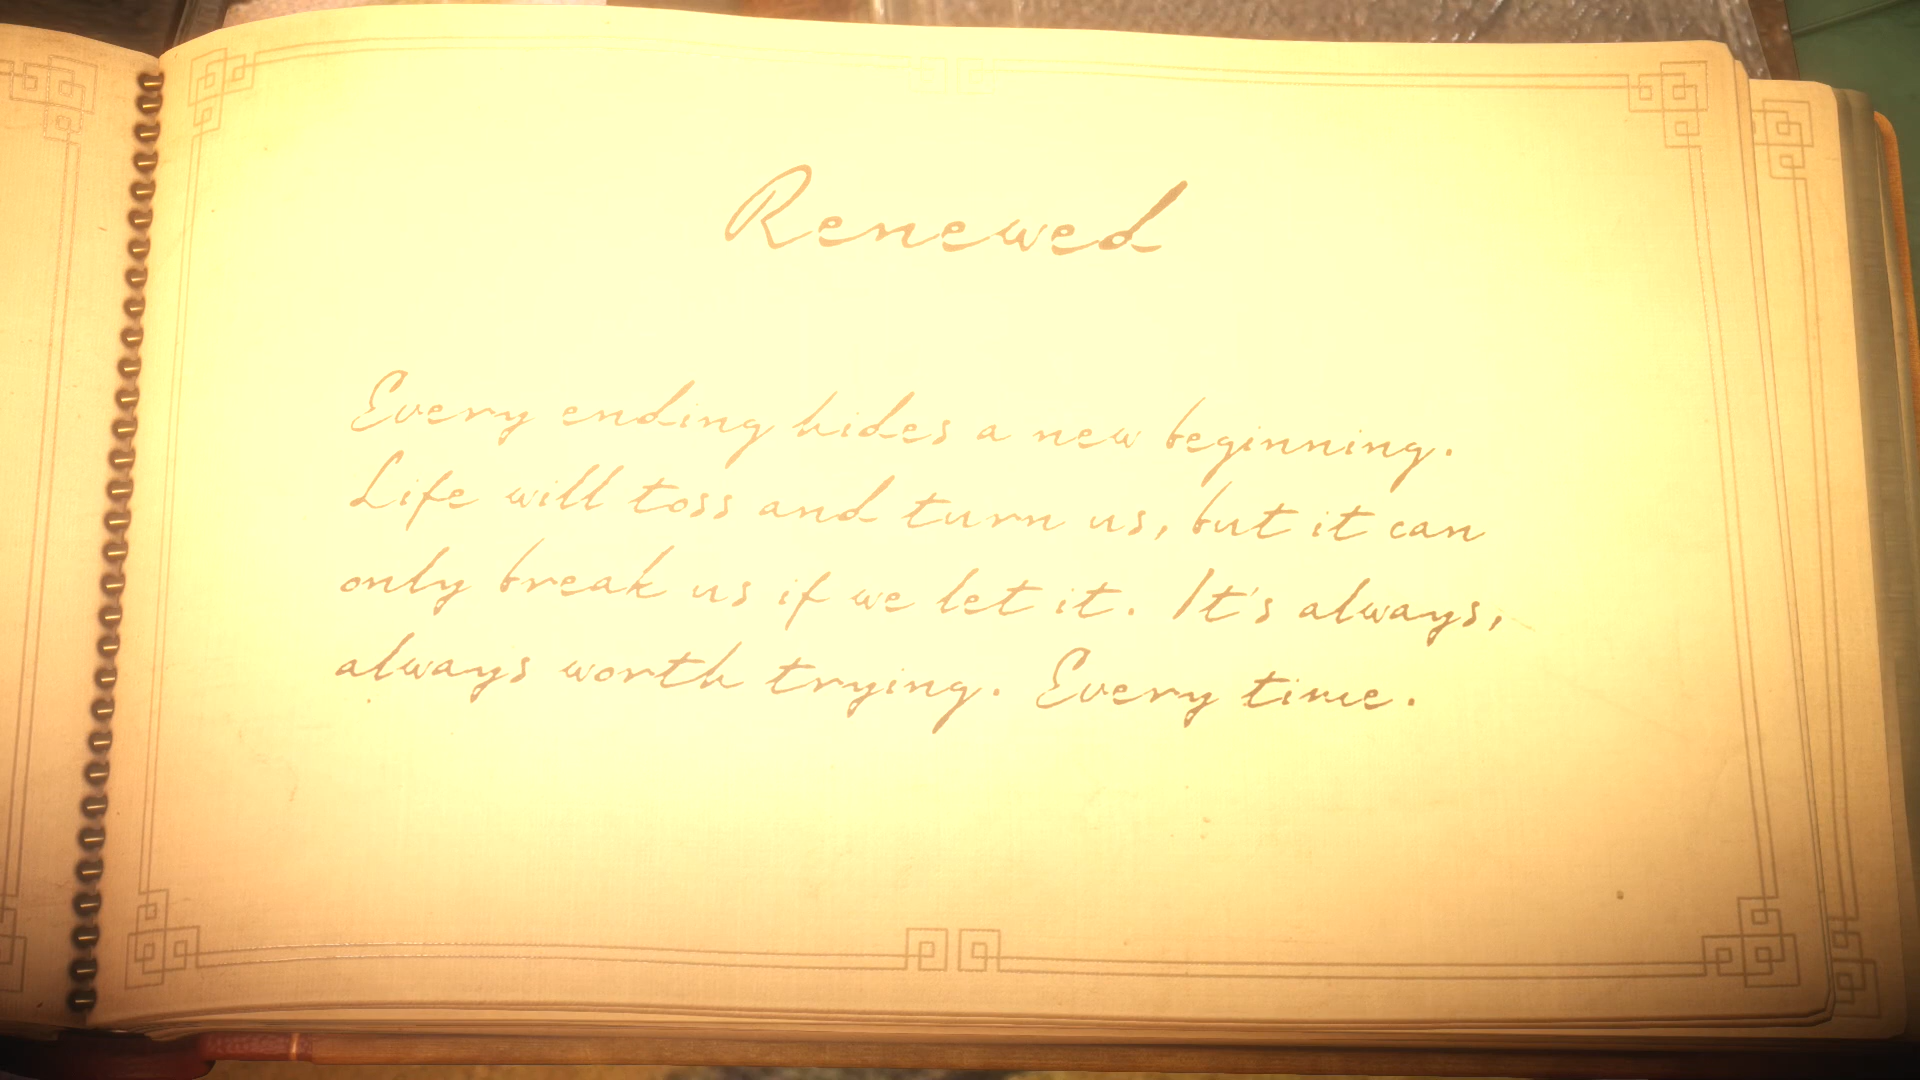 Renewed
Every ending hides a new beginning.
Life will toss and turn us, but it can
only break us if we let it. It's always,
always worth trying. Every time.